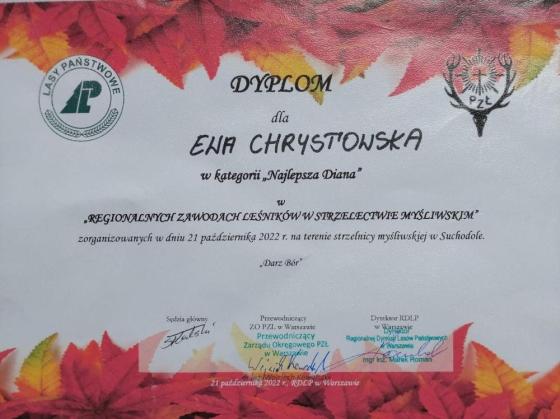 LASY PAŃSTWOWE
PZŁ
DYPLOM
dla
EWA CHRYSTOWSKA
w kategorii „Najlepsza Diana”
w
„REGIONALNYCH ZAWODACH LEŚNIKÓW W STRZELECTWIE MYŚLIWSKIM”
zorganizowanych w dniu 21 października 2022 r. na terenie strzelnicy myśliwskiej w Suchodole.
„Darz Bór”
Sędzia główny
Przewodniczący
ZO PZŁ w Warszawie
Przewodniczący
Zarządu Okręgowego PZŁ
w Warszawie
Dyrektor RDLP
w Warszawie
Dyrektor
Regionalnej Dyrekcji Lasów Państwowych
w Warszawie
mgr inż. Marek Roman
21 października 2022 r., RDLP w Warszawie